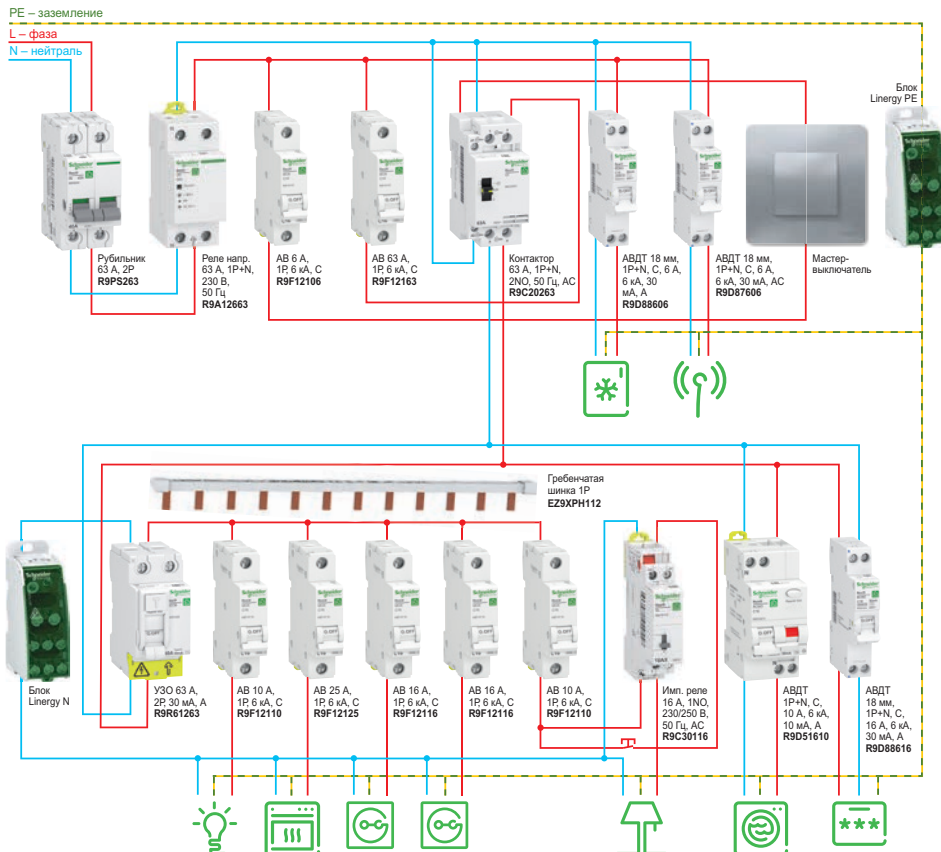 PE – заземление
L – фаза
N – нейтраль
Блок
Linergy PE
Рубильник
63 А, 2P
R9PS263
Реле напр.
63 А, 1P+N,
230 В,
50 Гц
R9A12663
АВ 6 А,
1P, 6 кА, C
R9F12106
АВ 63 А,
1P, 6 кА, C
R9F12163
Контактор
63 А, 1P+N,
2NO, 50 Гц, АС
R9C20263
АВДТ 18 мм,
1P+N, C, 6 А,
6 кА, 30
мА, А
R9D88606
АВДТ 18 мм,
1P+N, C, 6 А,
6 кА, 30 мА, АС
R9D87606
Мастер-
выключатель
Гребенчатая
шинка 1P
EZ9XPH112
Блок
Linergy N
УЗО 63 А,
2P, 30 мА, А
R9R61263
АВ 10 А,
1P, 6 кА, C
R9F12110
АВ 25 А,
1P, 6 кА, C
R9F12125
АВ 16 А,
1P, 6 кА, C
R9F12116
АВ 16 А,
1P, 6 кА, C
R9F12116
АВ 10 А,
1P, 6 кА, C
R9F12110
Имп. реле
16 А, 1NO,
230/250 В,
50 Гц, АС
R9C30116
АВДТ
1P+N, C,
10 А, 6 кА,
10 мА, А
R9D51610
АВДТ
18 мм,
1P+N, C,
16 А, 6 кА,
30 мА, А
R9D88616